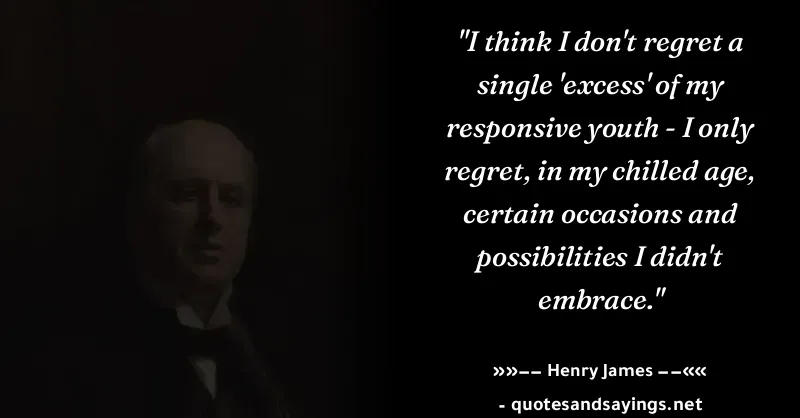 "I think I don't regret a
single 'excess' of my
responsive youth - I only
regret, in my chilled age,
certain occasions and
possibilities I didn't
embrace."
»»−− Henry James −−««
- quotesandsayings.net